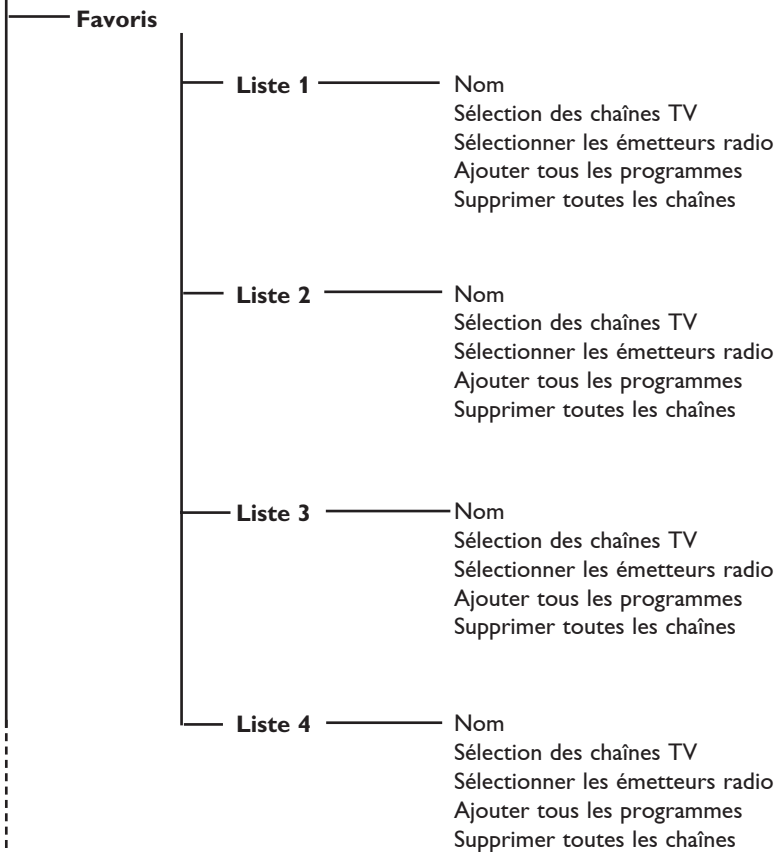 Favoris
Liste 1 Nom
Sélection des chaînes TV
Sélectionner les émetteurs radio
Ajouter tous les programmes
Supprimer toutes les chaînes
Liste 2 Nom
Sélection des chaînes TV
Sélectionner les émetteurs radio
Ajouter tous les programmes
Supprimer toutes les chaînes
Liste 3 Nom
Sélection des chaînes TV
Sélectionner les émetteurs radio
Ajouter tous les programmes
Supprimer toutes les chaînes
Liste 4 Nom
Sélection des chaînes TV
Sélectionner les émetteurs radio
Ajouter tous les programmes
Supprimer toutes les chaînes